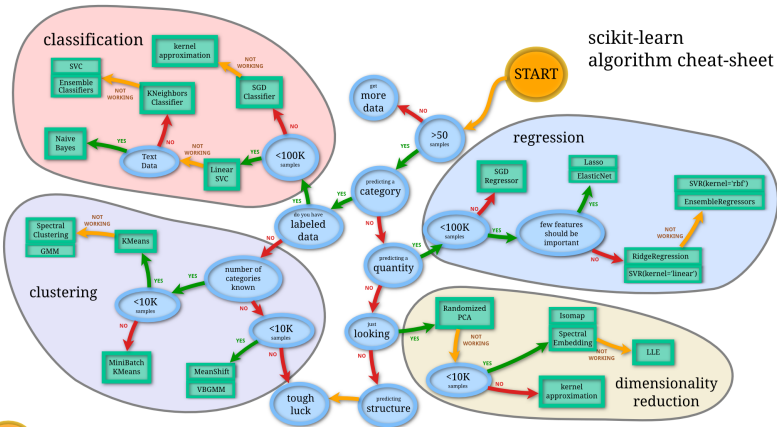 scikit-learn
algorithm cheat-sheet
START
get
more
data
NO
>50
samples
YES
predicting a
category
YES
NO
do you have
labeled
data
YES
NO
predicting a
quantity
YES
NO
just
looking
YES
NO
predicting
structure
tough
luck
classification
kernel
approximation
NOT
WORKING
SGD
Classifier
NO
<100K
samples
YES
Linear
SVC
NOT
WORKING
Text
Data
YES
NO
Naive
Bayes
KNeighbors
Classifier
NOT
WORKING
SVC
Ensemble
Classifiers
regression
<100K
samples
NO
SGD
Regressor
YES
few features
should be
important
YES
Lasso
ElasticNet
NO
RidgeRegression
SVR(kernel='linear')
NOT
WORKING
SVR(kernel='rbf')
EnsembleRegressors
clustering
number of
categories
known
YES
NO
<10K
samples
YES
NO
KMeans
NOT
WORKING
Spectral
Clustering
GMM
MiniBatch
KMeans
<10K
samples
YES
NO
MeanShift
VBGMM
dimensionality
reduction
Randomized
PCA
NOT
WORKING
<10K
samples
YES
NO
Isomap
Spectral
Embedding
NOT
WORKING
LLE
kernel
approximation